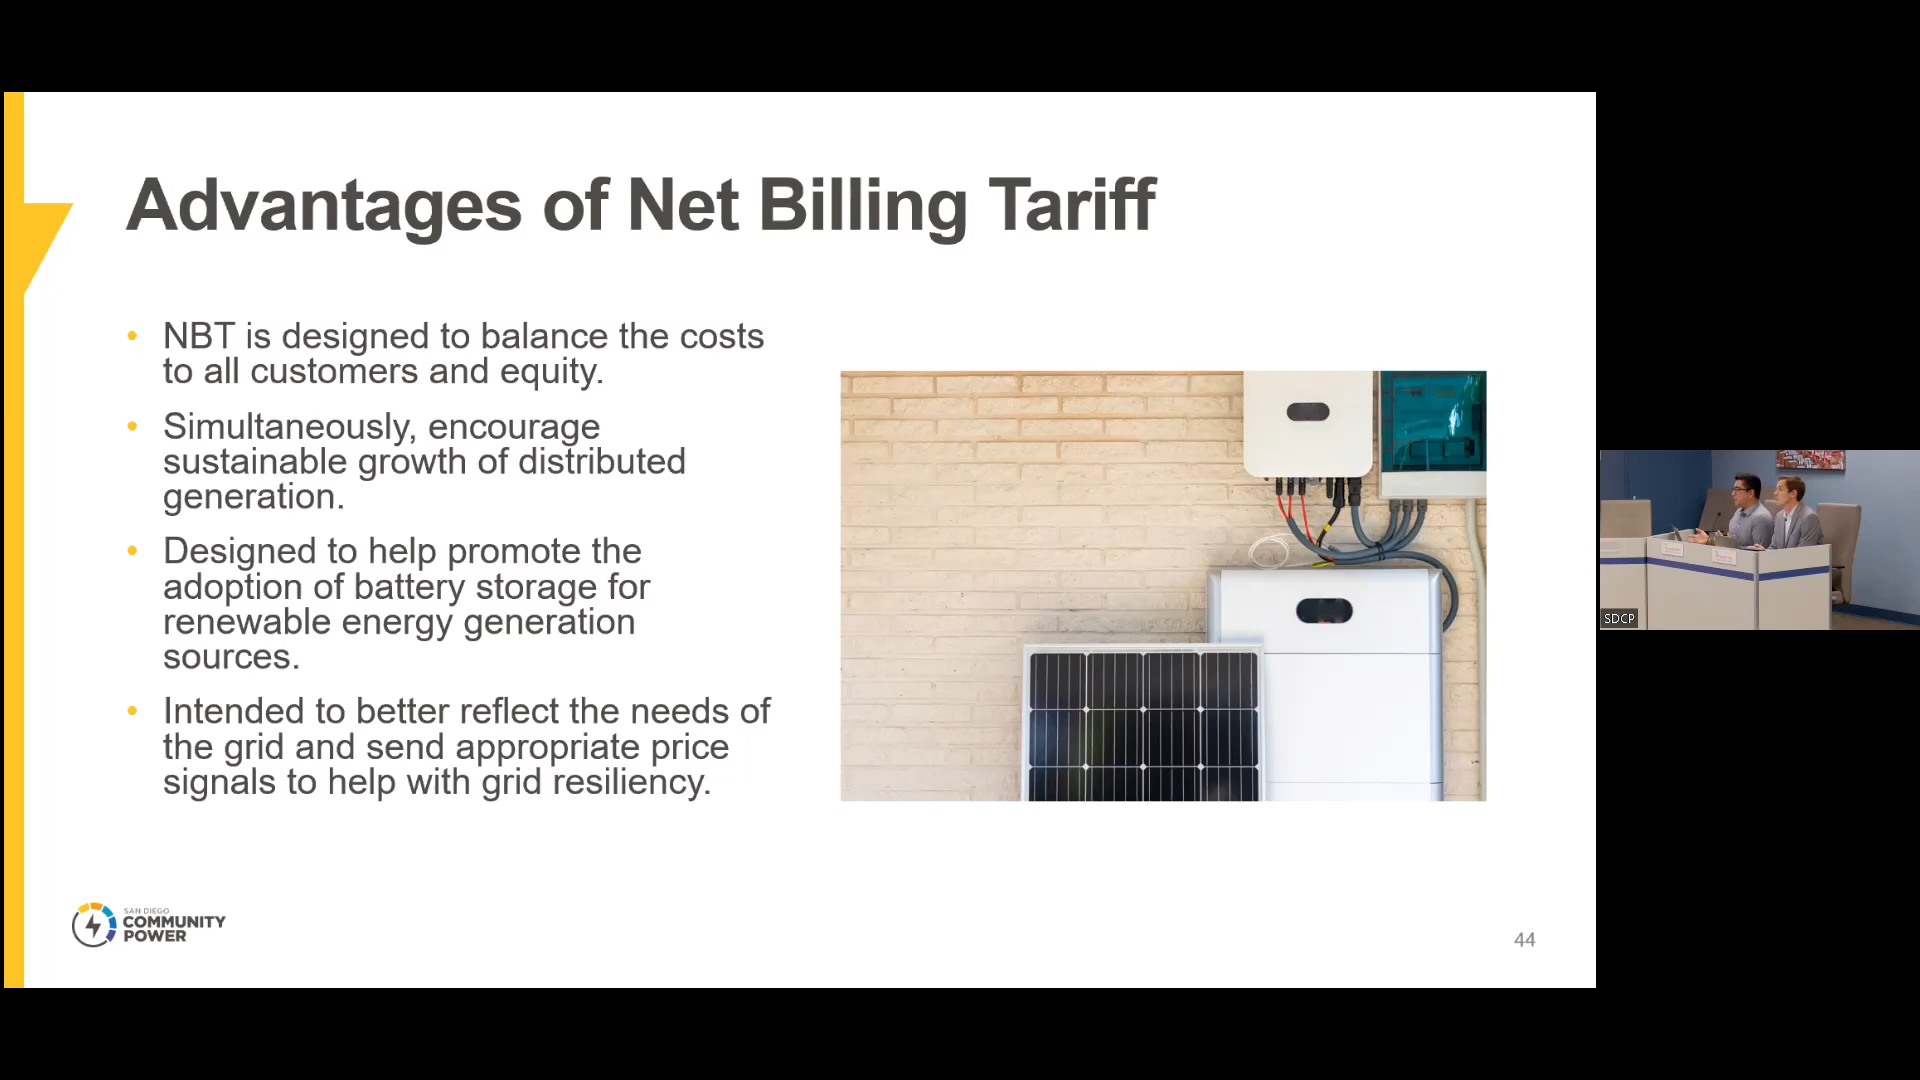 Advantages of Net Billing Tariff
• NBT is designed to balance the costs
to all customers and equity.
• Simultaneously, encourage
sustainable growth of distributed
generation.
• Designed to help promote the
adoption of battery storage for
renewable energy generation
sources.
• Intended to better reflect the needs of
the grid and send appropriate price
signals to help with grid resiliency.
SAN DIEGO
COMMUNITY
POWER
44
SDCP